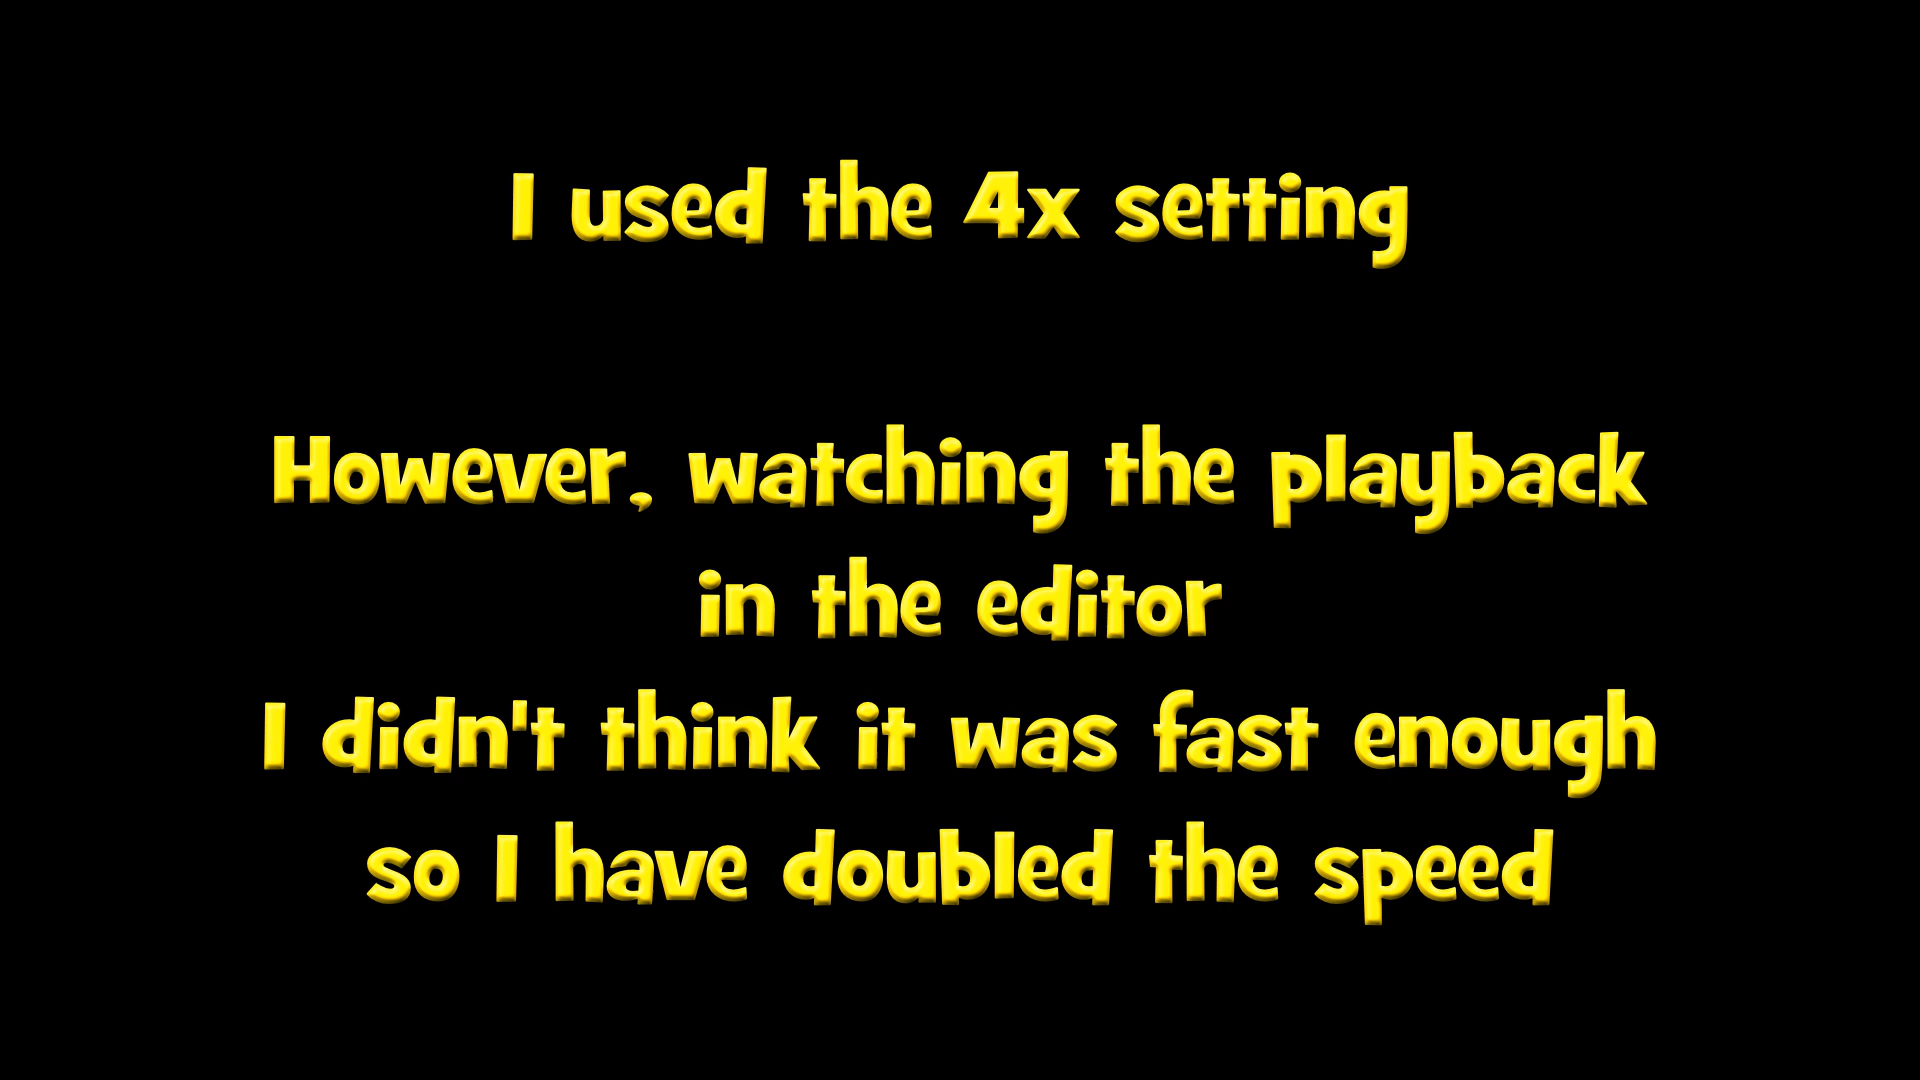 I used the 4x setting
However, watching the playback
in the editor
I didn't think it was fast enough
so I have doubled the speed